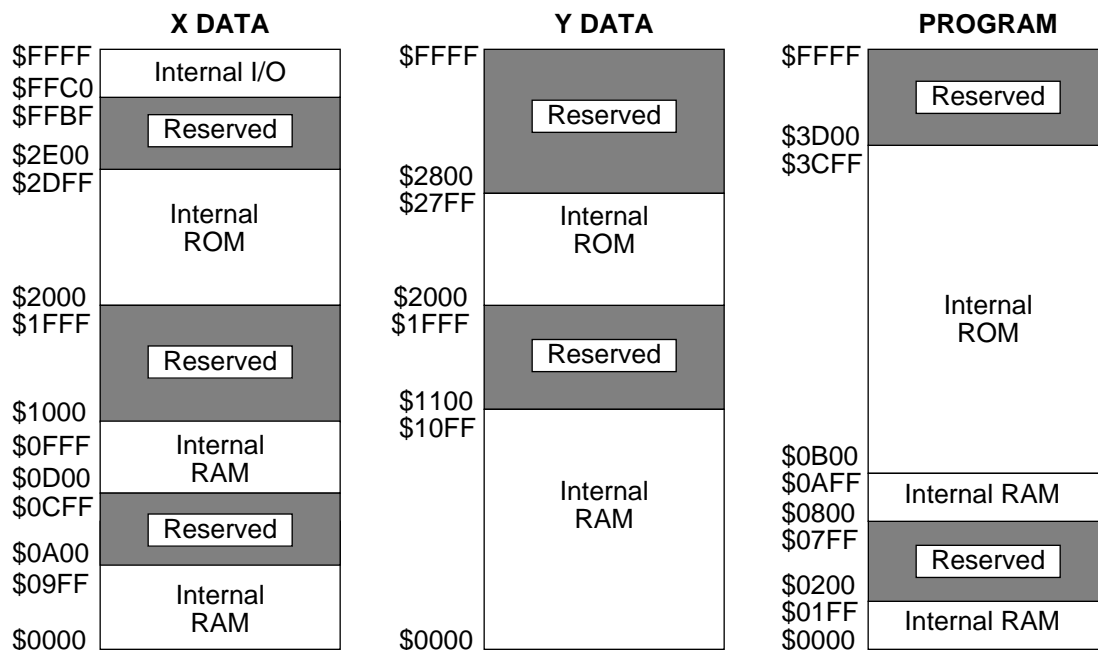 X DATA
$FFFF
Internal I/O
$FFC0
$FFBF
Reserved
$2E00
$2DFF
Internal
ROM
$2000
$1FFF
Reserved
$1000
$0FFF
Internal
RAM
$0D00
$0CFF
Reserved
$0A00
$09FF
Internal
RAM
$0000
Y DATA
$FFFF
Reserved
$2800
$27FF
Internal
ROM
$2000
$1FFF
Reserved
$1100
$10FF
Internal
RAM
$0000
PROGRAM
$FFFF
Reserved
$3D00
$3CFF
Internal
ROM
$0B00
$0AFF
Internal RAM
$0800
$07FF
Reserved
$0200
$01FF
Internal RAM
$0000